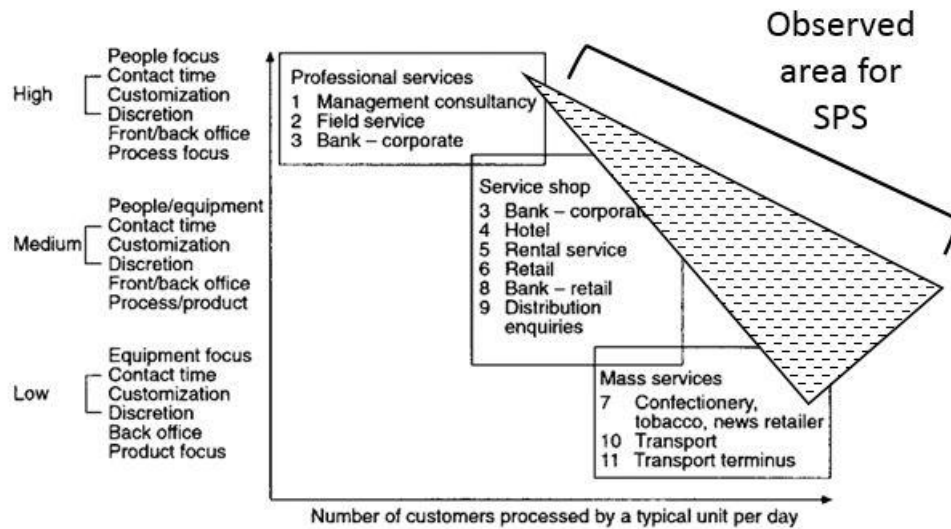 Observed
area for
SPS
High
People focus
Contact time
Customization
Discretion
Front/back office
Process focus
Professional services
1 Management consultancy
2 Field service
3 Bank – corporate
Medium
People/equipment
Contact time
Customization
Discretion
Front/back office
Process/product
Service shop
3 Bank – corporat
4 Hotel
5 Rental service
6 Retail
8 Bank – retail
9 Distribution
enquiries
Low
Equipment focus
Contact time
Customization
Discretion
Back office
Product focus
Mass services
7 Confectionery,
tobacco, news retailer
10 Transport
11 Transport terminus
Number of customers processed by a typical unit per day